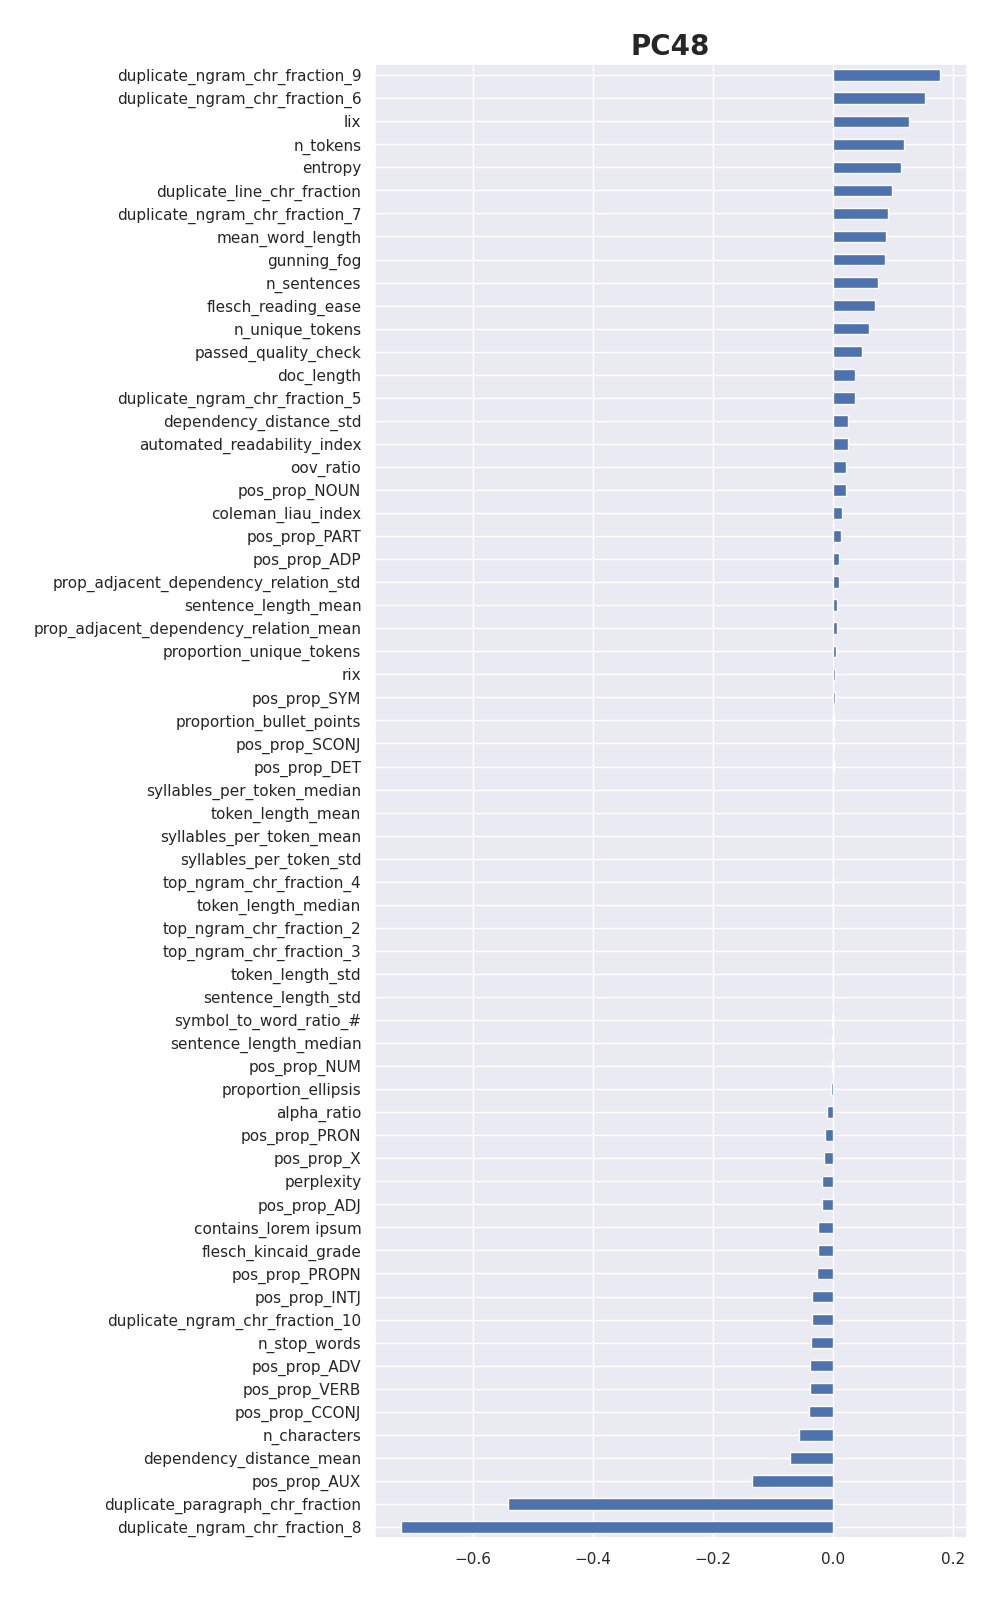 PC48
duplicate_ngram_chr_fraction_9
duplicate_ngram_chr_fraction_6
lix
n_tokens
entropy
duplicate_line_chr_fraction
duplicate_ngram_chr_fraction_7
mean_word_length
gunning_fog
n_sentences
flesch_reading_ease
n_unique_tokens
passed_quality_check
doc_length
duplicate_ngram_chr_fraction_5
dependency_distance_std
automated_readability_index
oov_ratio
pos_prop_NOUN
coleman_liau_index
pos_prop_PART
pos_prop_ADP
prop_adjacent_dependency_relation_std
sentence_length_mean
prop_adjacent_dependency_relation_mean
proportion_unique_tokens
rix
pos_prop_SYM
proportion_bullet_points
pos_prop_SCONJ
pos_prop_DET
syllables_per_token_median
token_length_mean
syllables_per_token_mean
syllables_per_token_std
top_ngram_chr_fraction_4
token_length_median
top_ngram_chr_fraction_2
top_ngram_chr_fraction_3
token_length_std
sentence_length_std
symbol_to_word_ratio_#
sentence_length_median
pos_prop_NUM
proportion_ellipsis
alpha_ratio
pos_prop_PRON
pos_prop_X
perplexity
pos_prop_ADJ
contains_lorem ipsum
flesch_kincaid_grade
pos_prop_PROPN
pos_prop_INTJ
duplicate_ngram_chr_fraction_10
n_stop_words
pos_prop_ADV
pos_prop_VERB
pos_prop_CCONJ
n_characters
dependency_distance_mean
pos_prop_AUX
duplicate_paragraph_chr_fraction
duplicate_ngram_chr_fraction_8
−0.6 −0.4 −0.2 0.0 0.2